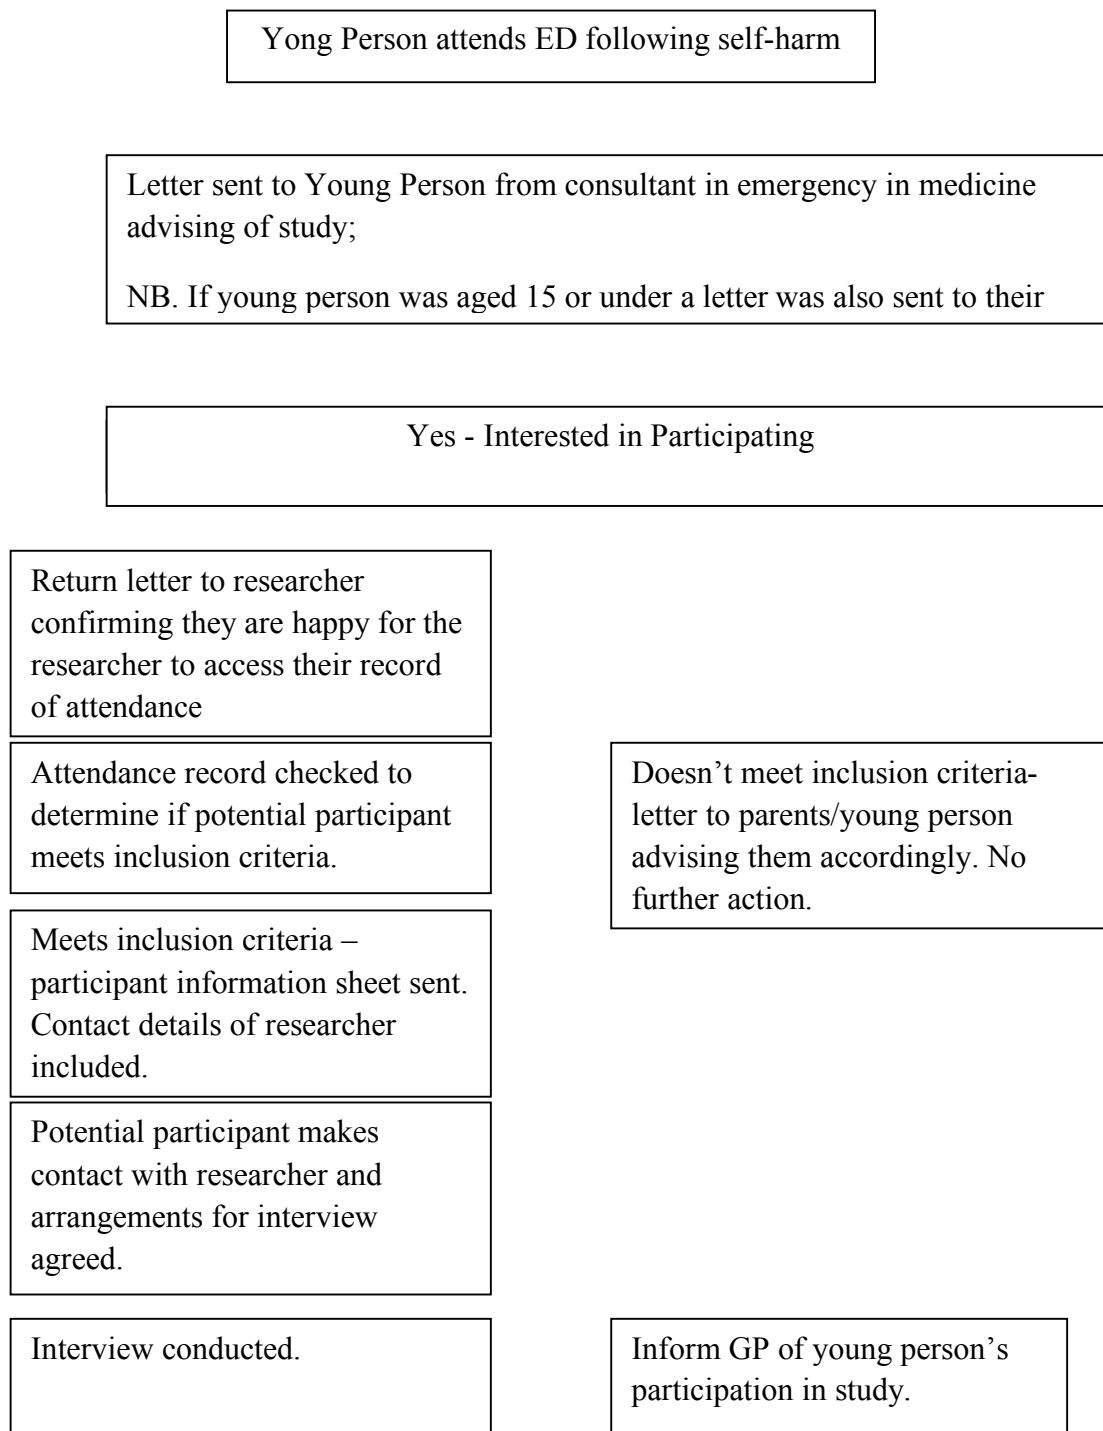 Yong Person attends ED following self-harm
Letter sent to Young Person from consultant in emergency in medicine
advising of study;
NB. If young person was aged 15 or under a letter was also sent to their
Yes - Interested in Participating
Return letter to researcher
confirming they are happy for the
researcher to access their record
of attendance
Attendance record checked to
determine if potential participant
meets inclusion criteria.
Doesn’t meet inclusion criteria-
letter to parents/young person
advising them accordingly. No
further action.
Meets inclusion criteria –
participant information sheet sent.
Contact details of researcher
included.
Potential participant makes
contact with researcher and
arrangements for interview
agreed.
Interview conducted.
Inform GP of young person’s
participation in study.